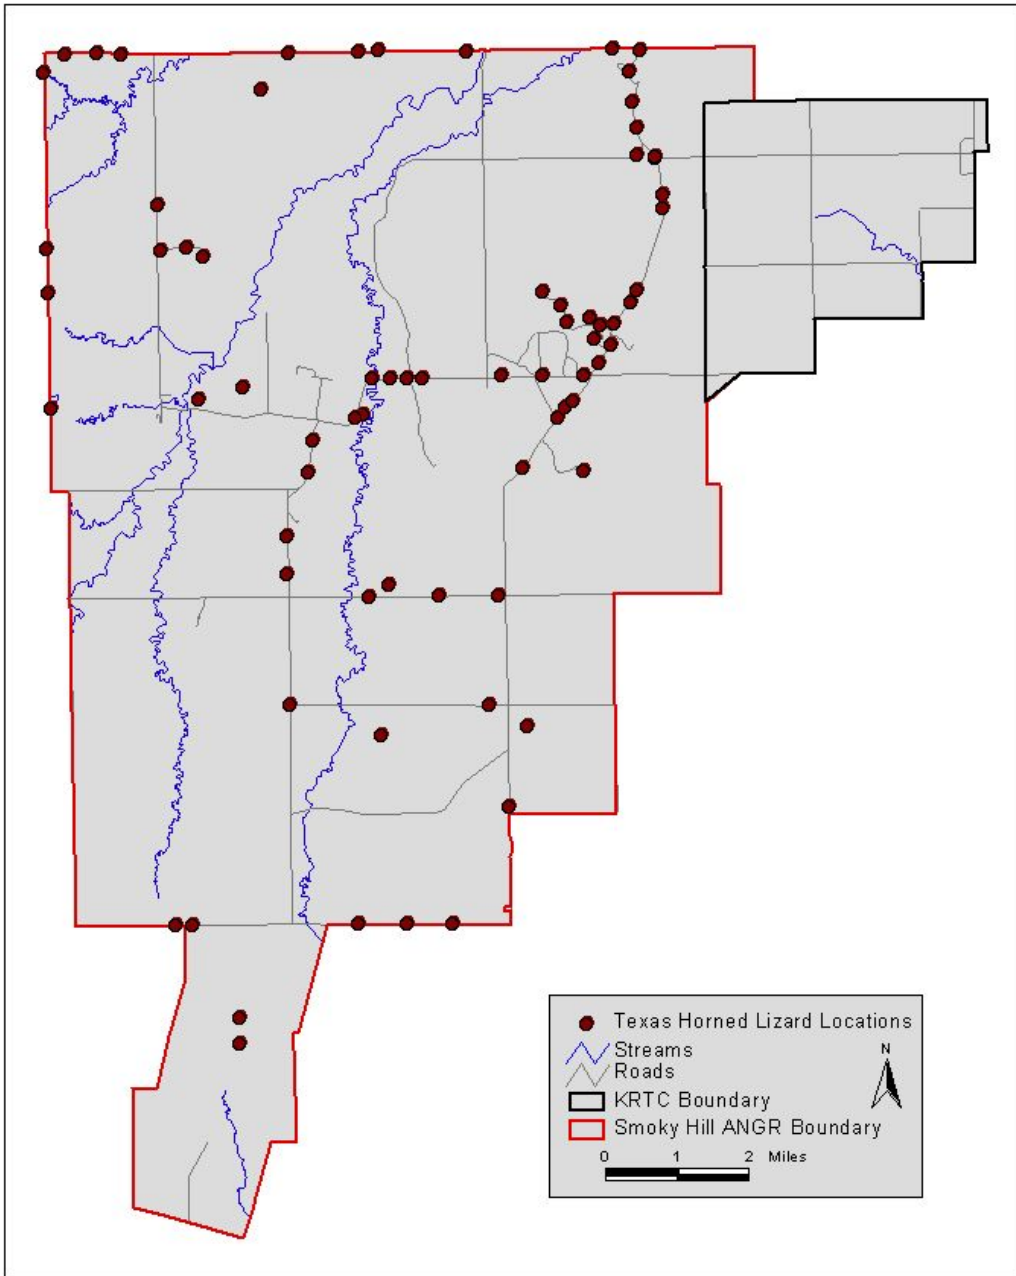 Texas Horned Lizard Locations
Streams
Roads
N
KRTC Boundary
Smoky Hill ANGR Boundary
0 1 2 Miles